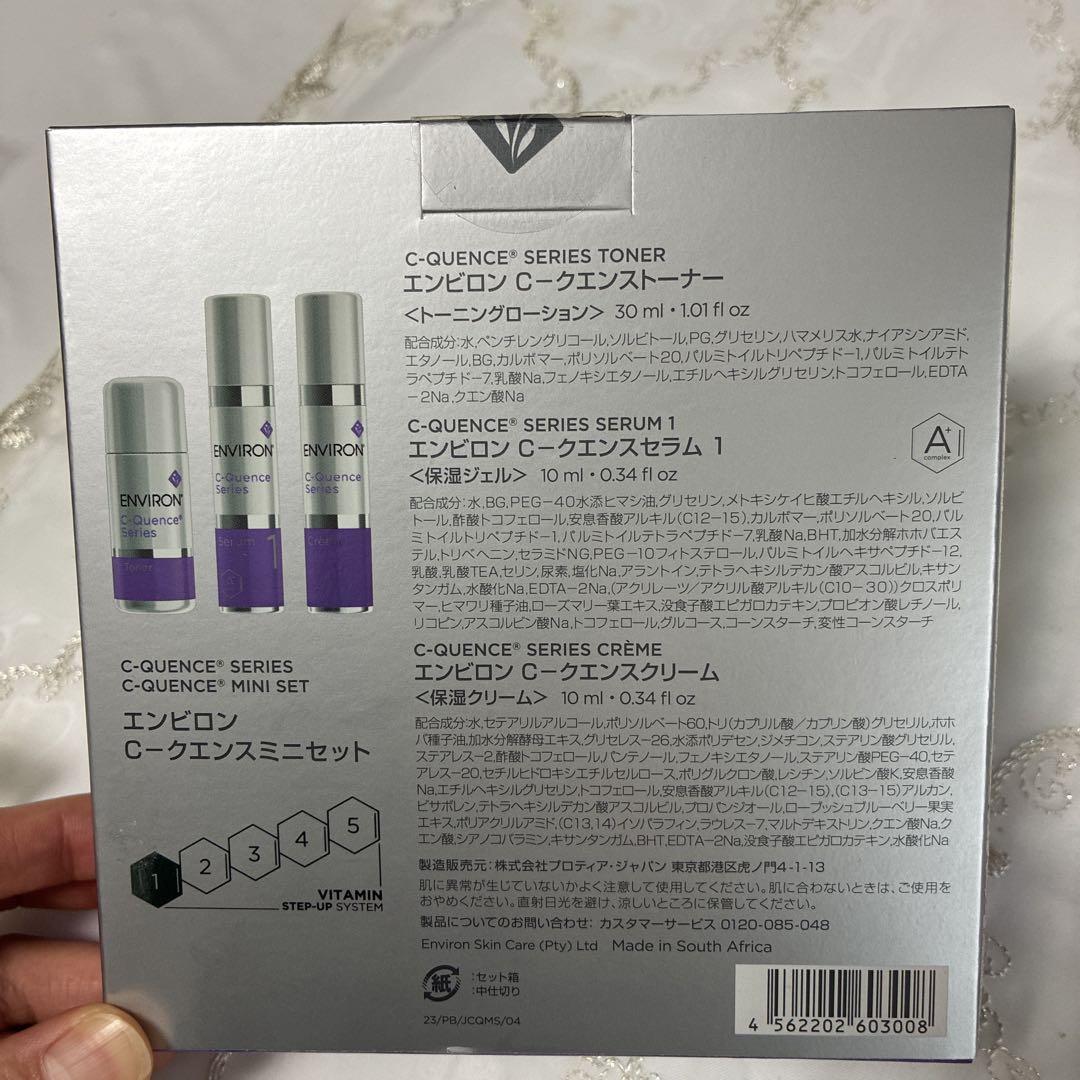 C-QUENCE® SERIES TONER
エンビロン C−クエンストーナー
＜トーニングローション＞ 30 ml・1.01 fl oz
配合成分:水,ペンチレングリコール,ソルビトール,PG,グリセリン,ハマメリス水,ナイアシンアミド,
エタノール,BG,カルボマー,ポリソルベート20,パルミトイルトリペプチド-1,パルミトイルテト
ラペプチド-7,乳酸Na,フェノキシエタノール,エチルヘキシルグリセリン,トコフェロール,EDTA
−2Na,クエン酸Na
C-QUENCE® SERIES SERUM 1
エンビロン C−クエンスセラム 1
＜保湿ジェル＞ 10 ml・0.34 fl oz
A+
complex
配合成分:水,BG,PEG−40水添ヒマシ油,グリセリン,メトキシケイヒ酸エチルヘキシル,ソルビ
トール,酢酸トコフェロール,安息香酸アルキル(C12−15),カルボマー,ポリソルベート20,パル
ミトイルトリペプチド-1,パルミトイルテトラペプチド-7,乳酸Na,BHT,加水分解ホホバエス
テル,トリベヘニン,セラミドNG,PEG−10フィトステロール,パルミトイルヘキサペプチド-12,
乳酸,乳酸TEA,セリン,尿素,塩化Na,アラントイン,テトラヘキシルデカン酸アスコルビル,キサ
ンタンガム,水酸化Na,EDTA−2Na,(アクリレーツ/アクリル酸アルキル(C10−30))クロスポリ
マー,ヒマワリ種子油,ローズマリー葉エキス,没食子酸エピガロカテキン,プロピオン酸レチノール,
リコピン,アスコルビン酸Na,トコフェロール,グルコース,コーンスターチ,変性コーンスターチ
C-QUENCE® SERIES CRÈME
エンビロン C−クエンスクリーム
＜保湿クリーム＞ 10 ml・0.34 fl oz
配合成分:水,セテアリルアルコール,ポリソルベート60,トリ(カプリル酸/カプリン酸)グリセリル,ホホ
バ種子油,加水分解酵母エキス,グリセレス−26,水添ポリデセン,ジメチコン,ステアリン酸グリセリル,
ステアレス−2,酢酸トコフェロール,パンテノール,フェノキシエタノール,ステアリン酸PEG−40,セテ
アレス−20,セチルヒドロキシエチルセルロース,ポリグルクロン酸,レシチン,ソルビン酸K,安息香酸
Na,エチルヘキシルグリセリン,トコフェロール,安息香酸アルキル(C12−15),(C13−15)アルカン,
ビサボレン,テトラヘキシルデカン酸アスコルビル,プロパンジオール,ローブッシュブルーベリー果実
エキス,ポリアクリルアミド,(C13,14)イソパラフィン,ラウレス−7,マルトデキストリン,クエン酸Na,ク
エン酸,シアノコバラミン,キサンタンガム,BHT,EDTA−2Na,没食子酸エピガロカテキン,水酸化Na
製造販売元: 株式会社プロティア・ジャパン 東京都港区虎ノ門4-1-13
肌に異常が生じていないかよく注意して使用してください。肌に合わないときは、ご使用を
おやめください。直射日光を避け、涼しいところに保管してください。
製品についてのお問い合わせ: カスタマーサービス 0120-085-048
Environ Skin Care (Pty) Ltd Made in South Africa
紙
:セット箱
:中仕切り
23/PB/JCQMS/04
4 562202 603008
ENVIRON®
C-Quence®
Series
Toner
ENVIRON®
C-Quence
Series
Serum 1
ENVIRON®
C-Quence
Series
Crème
C-QUENCE® SERIES
C-QUENCE® MINI SET
エンビロン
C−クエンスミニセット
1 2 3 4 5
VITAMIN
STEP-UP SYSTEM